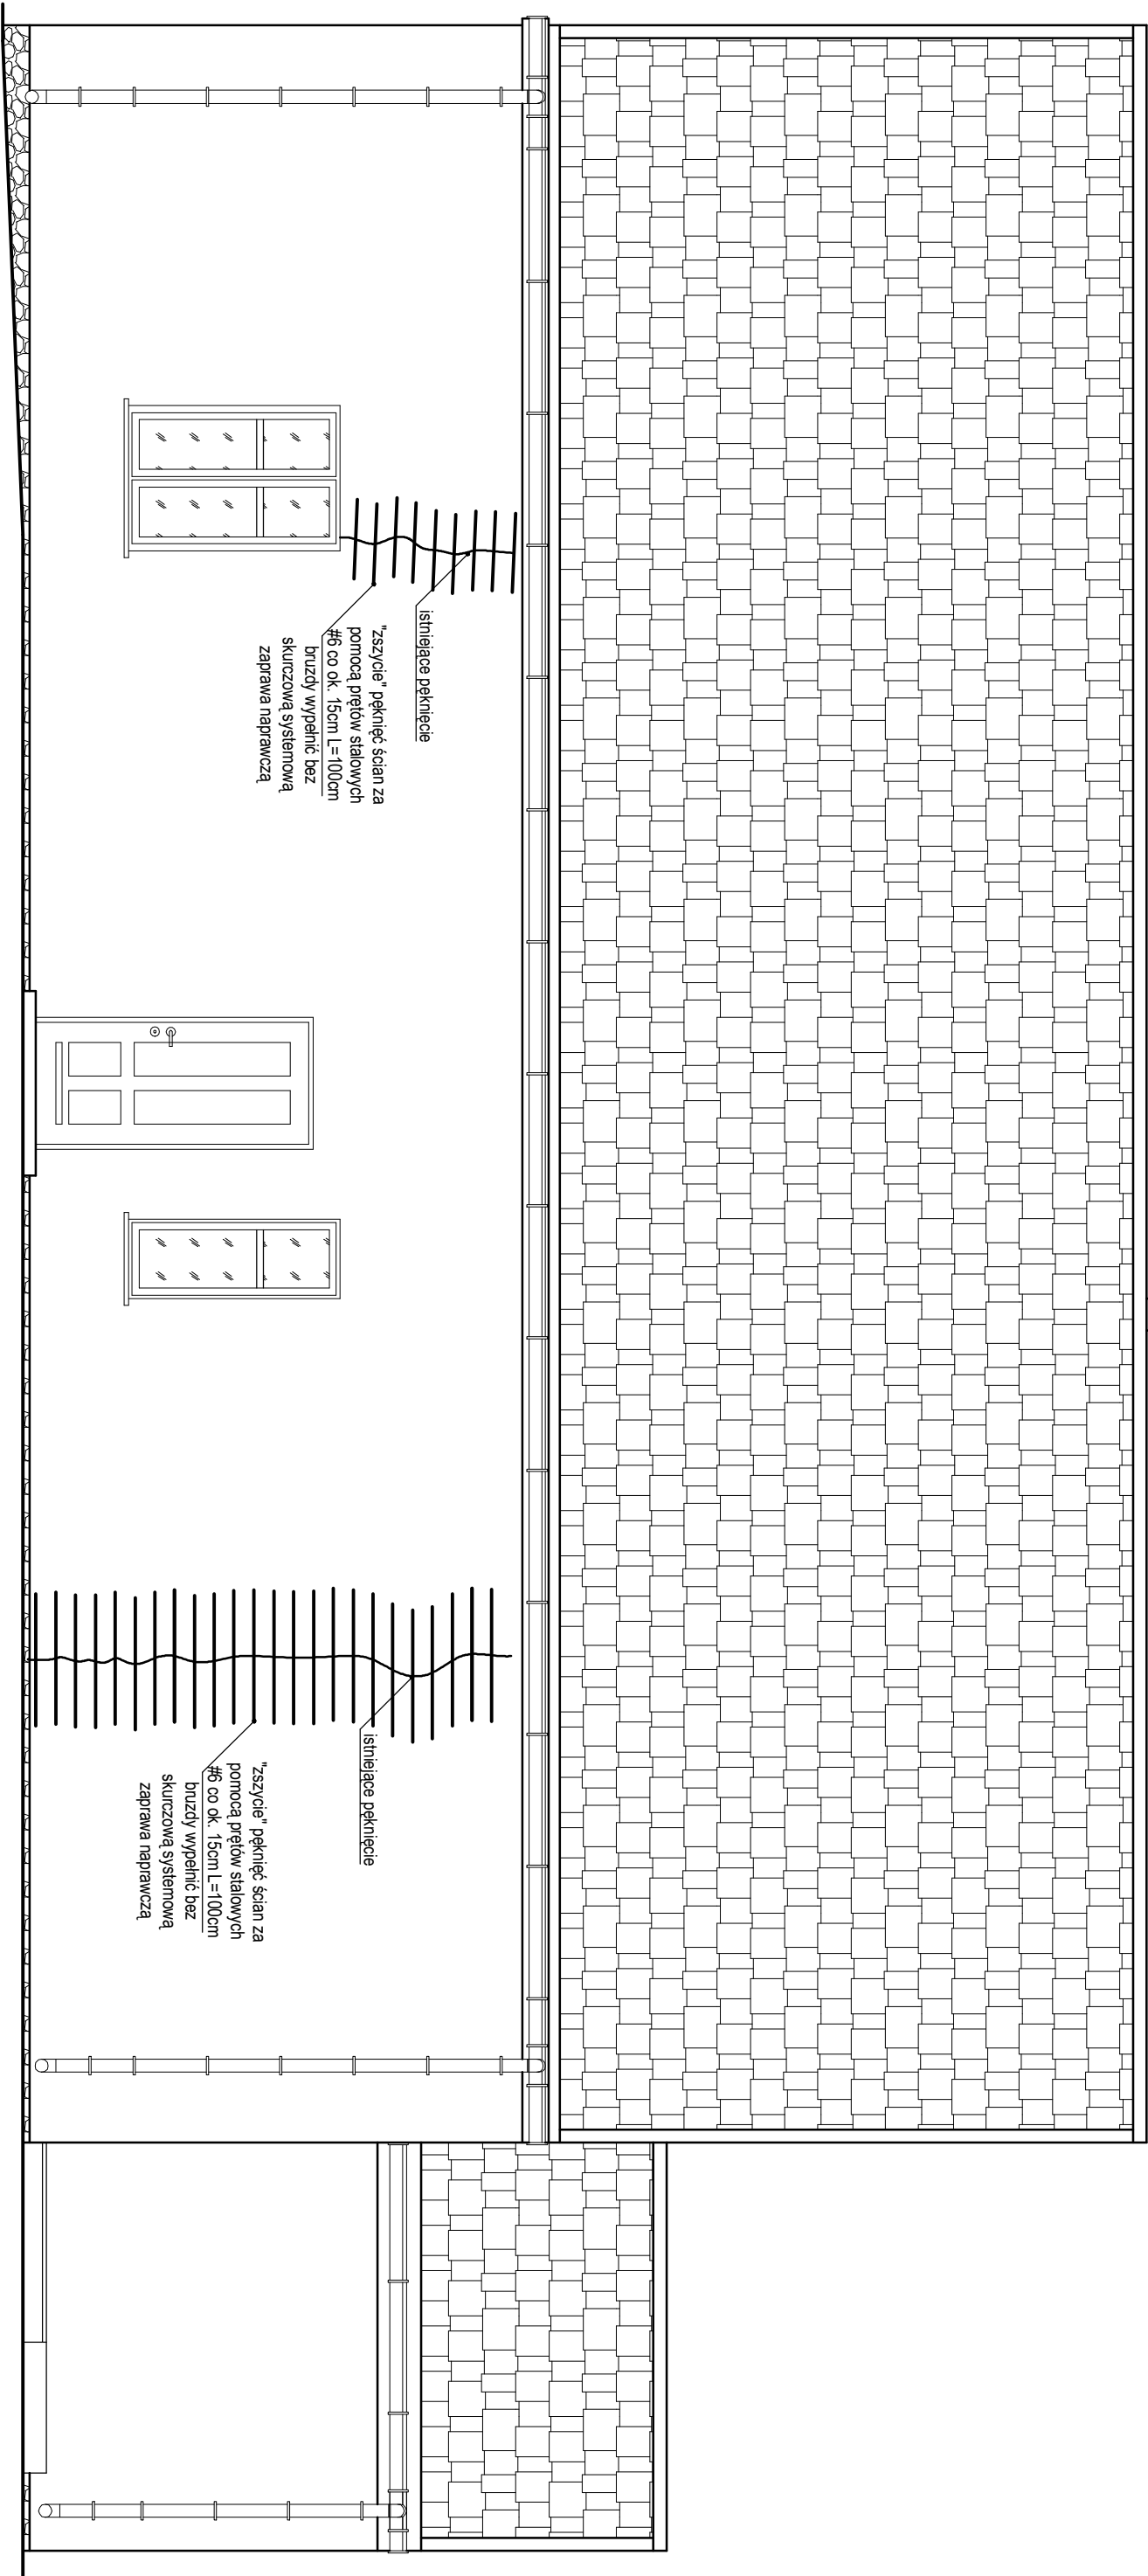 istniejące pęknięcie
"zszycie" pęknięć ścian za
pomocą prętów stalowych
#6 co ok. 15cm L=100cm
bruzdy wypełnić bez
skurczową systemową
zaprawa naprawczą
istniejące pęknięcie
"zszycie" pęknięć ścian za
pomocą prętów stalowych
#6 co ok. 15cm L=100cm
bruzdy wypełnić bez
skurczową systemową
zaprawa naprawczą